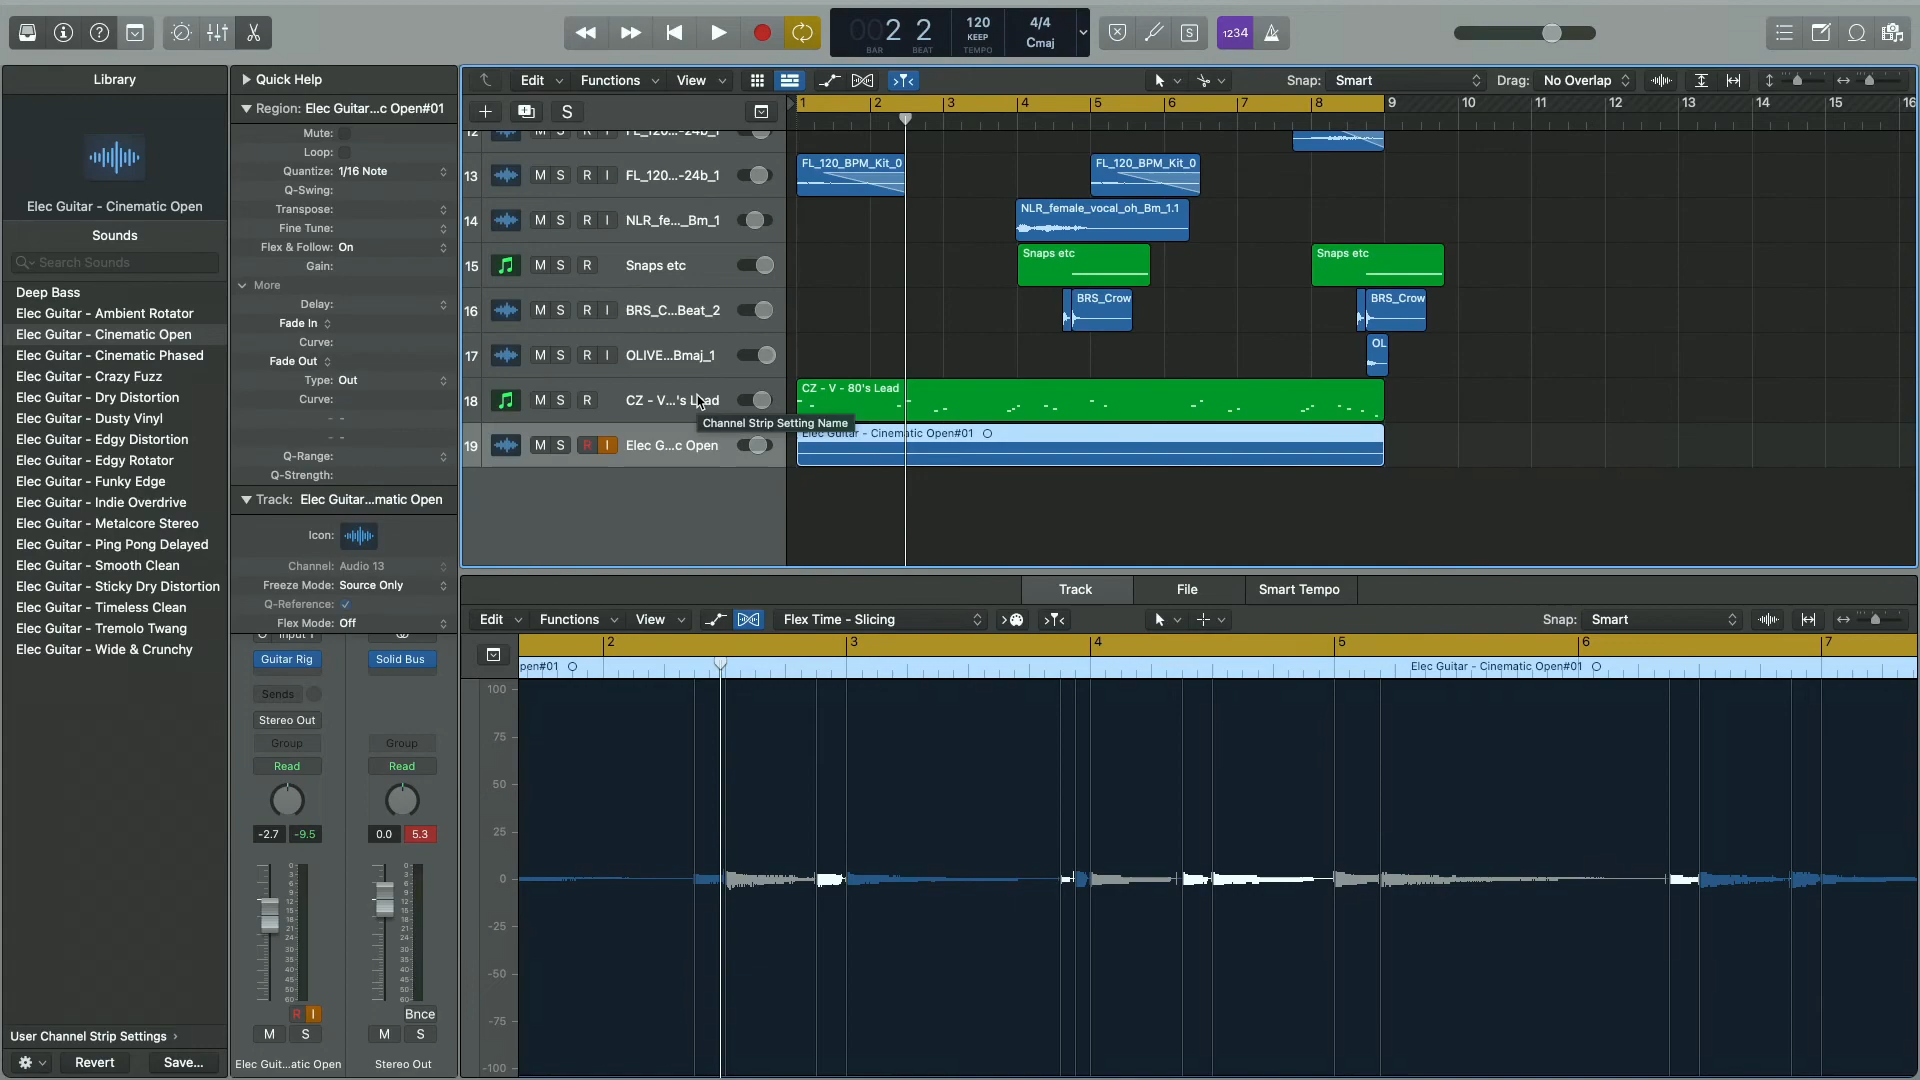 002 2
BAR BEAT
120
KEEP
TEMPO
4/4
Cmaj
S
1234
Library
Elec Guitar - Cinematic Open
Sounds
Search Sounds
Deep Bass
Elec Guitar - Ambient Rotator
Elec Guitar - Cinematic Open
Elec Guitar - Cinematic Phased
Elec Guitar - Crazy Fuzz
Elec Guitar - Dry Distortion
Elec Guitar - Dusty Vinyl
Elec Guitar - Edgy Distortion
Elec Guitar - Edgy Rotator
Elec Guitar - Funky Edge
Elec Guitar - Indie Overdrive
Elec Guitar - Metalcore Stereo
Elec Guitar - Ping Pong Delayed
Elec Guitar - Smooth Clean
Elec Guitar - Sticky Dry Distortion
Elec Guitar - Timeless Clean
Elec Guitar - Tremolo Twang
Elec Guitar - Wide & Crunchy
User Channel Strip Settings
Revert Save...
Quick Help
Region: Elec Guitar...c Open#01
Mute:
Loop:
Quantize: 1/16 Note
Q-Swing:
Transpose:
Fine Tune:
Flex & Follow: On
Gain:
More
Delay:
Fade In
Curve:
Fade Out
Type: Out
Curve:
Q-Range:
Q-Strength:
Track: Elec Guitar...matic Open
Icon:
Channel: Audio 13
Freeze Mode: Source Only
Q-Reference:
Flex Mode: Off
Input 1
Guitar Rig Solid Bus
Sends
Stereo Out
Group Group
Read Read
-2.7 -9.5 0.0 5.3
R I Bnce
M S M S
Elec Guit...atic Open Stereo Out
Edit Functions View
Snap: Smart Drag: No Overlap
S
1 2 3 4 5 6 7 8 9 10 11 12 13 14 15 16
12 M S R I FL_120...-24b_1
13 M S R I FL_120...-24b_1
FL_120_BPM_Kit_0 FL_120_BPM_Kit_0
14 M S R I NLR_fe..._Bm_1
NLR_female_vocal_oh_Bm_1.1
15 M S R Snaps etc
Snaps etc Snaps etc
16 M S R I BRS_C...Beat_2
BRS_Crow BRS_Crow
17 M S R I OLIVE...Bmaj_1
OL
18 M S R CZ - V...'s Lead
CZ - V - 80's Lead
Channel Strip Setting Name
19 M S R I Elec G...c Open
Elec Guitar - Cinematic Open#01
Track File Smart Tempo
Edit Functions View Flex Time - Slicing
Snap: Smart
2 3 4 5 6 7
pen#01 Elec Guitar - Cinematic Open#01
100
75
50
25
0
-25
-50
-75
-100